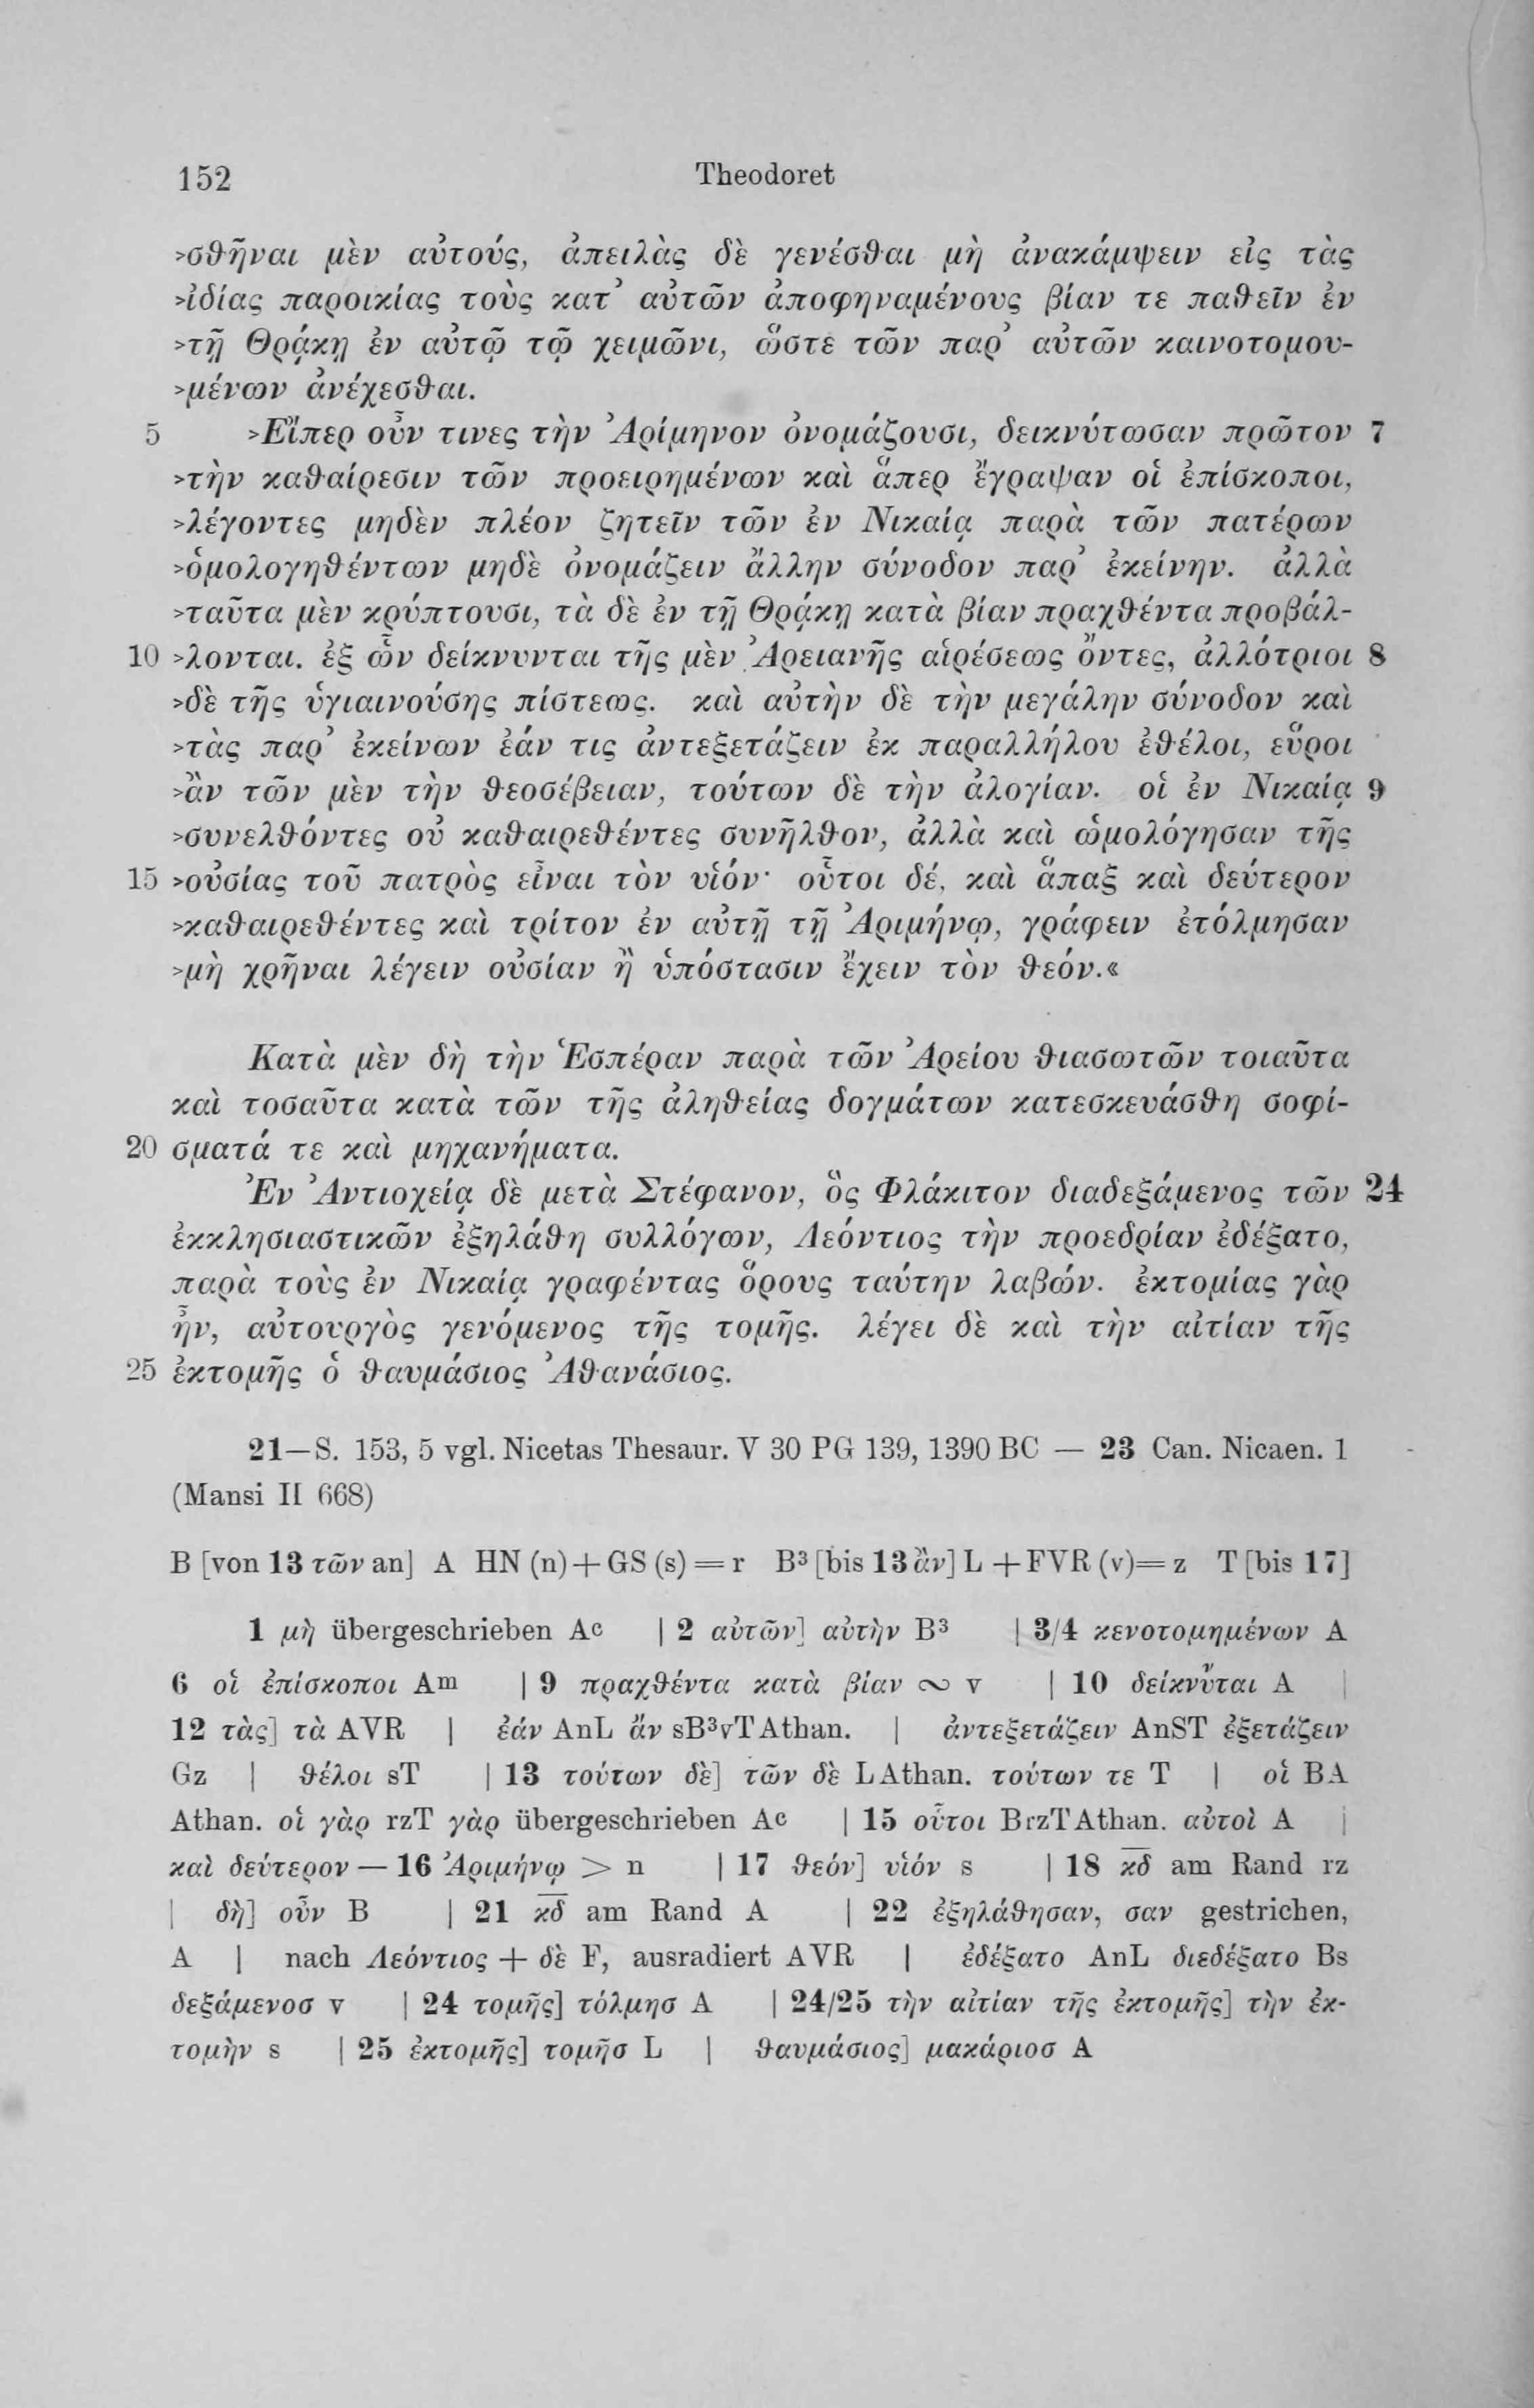 152 Theodoret
>σθῆναι μὲν αὐτούς, ἀπειλὰς δὲ γενέσθαι μὴ ἀνακάμψειν εἰς τὰς
>ἰδίας παροικίας τοὺς κατ’ αὐτῶν ἀποφηναμένους βίαν τε παθεῖν ἐν
>τῇ Θρᾴκῃ ἐν αὐτῷ τῷ χειμῶνι, ὥστε τῶν παρ’ αὐτῶν καινοτομου-
>μένων ἀνέχεσθαι.
5 >Εἴπερ οὖν τινες τὴν Ἀρίμηνον ὀνομάζουσι, δεικνύτωσαν πρῶτον 7
>τὴν καθαίρεσιν τῶν προειρημένων καὶ ἅπερ ἔγραψαν οἱ ἐπίσκοποι,
>λέγοντες μηδὲν πλέον ζητεῖν τῶν ἐν Νικαίᾳ παρὰ τῶν πατέρων
>ὁμολογηθέντων μηδὲ ὀνομάζειν ἄλλην σύνοδον παρ’ ἐκείνην. ἀλλὰ
>ταῦτα μὲν κρύπτουσι, τὰ δὲ ἐν τῇ Θρᾴκῃ κατὰ βίαν πραχθέντα προβάλ-
10 >λονται. ἐξ ὧν δείκνυνται τῆς μὲν Ἀρειανῆς αἱρέσεως ὄντες, ἀλλότριοι 8
>δὲ τῆς ὑγιαινούσης πίστεως. καὶ αὐτὴν δὲ τὴν μεγάλην σύνοδον καὶ
>τὰς παρ’ ἐκείνων ἐάν τις ἀντεξετάζειν ἐκ παραλλήλου ἐθέλοι, εὕροι
>ἂν τῶν μὲν τὴν θεοσέβειαν, τούτων δὲ τὴν ἀλογίαν. οἱ ἐν Νικαίᾳ 9
>συνελθόντες οὐ καθαιρεθέντες συνῆλθον, ἀλλὰ καὶ ὡμολόγησαν τῆς
15 >οὐσίας τοῦ πατρὸς εἶναι τὸν υἱόν· οὗτοι δέ, καὶ ἅπαξ καὶ δεύτερον
>καθαιρεθέντες καὶ τρίτον ἐν αὐτῇ τῇ Ἀριμήνῳ, γράφειν ἐτόλμησαν
>μὴ χρῆναι λέγειν οὐσίαν ἢ ὑπόστασιν ἔχειν τὸν θεόν.«
Κατὰ μὲν δὴ τὴν Ἑσπέραν παρὰ τῶν Ἀρείου θιασωτῶν τοιαῦτα
καὶ τοσαῦτα κατὰ τῶν τῆς ἀληθείας δογμάτων κατεσκευάσθη σοφί-
20 σματά τε καὶ μηχανήματα.
Ἐν Ἀντιοχείᾳ δὲ μετὰ Στέφανον, ὃς Φλάκιτον διαδεξάμενος τῶν 24
ἐκκλησιαστικῶν ἐξηλάθη συλλόγων, Λεόντιος τὴν προεδρίαν ἐδέξατο,
παρὰ τοὺς ἐν Νικαίᾳ γραφέντας ὅρους ταύτην λαβών. ἐκτομίας γὰρ
ἦν, αὐτουργὸς γενόμενος τῆς τομῆς. λέγει δὲ καὶ τὴν αἰτίαν τῆς
25 ἐκτομῆς ὁ θαυμάσιος Ἀθανάσιος.
21—S. 153, 5 vgl. Nicetas Thesaur. V 30 PG 139, 1390 BC — 23 Can. Nicaen. 1
(Mansi II 668)
B [von 13 τῶν an] A HN (n) + GS (s) = r B³ [bis 13 ἂν] L + FVR (v) = z T [bis 17]
1 μὴ übergeschrieben Aᶜ | 2 αὐτῶν] αὐτὴν B³ | 3/4 κενοτομημένων A
6 οἱ ἐπίσκοποι Aᵐ | 9 πραχθέντα κατὰ βίαν ∾ v | 10 δείκνῦται A |
12 τὰς] τὰ AVR | ἐάν AnL ἄν sB³vT Athan. | ἀντεξετάζειν AnST ἐξετάζειν
Gz | θέλοι sT | 13 τούτων δὲ] τῶν δὲ L Athan. τούτων τε T | οἱ BA
Athan. οἱ γὰρ rzT γὰρ übergeschrieben Aᶜ | 15 οὗτοι BrzT Athan. αὐτοὶ A |
καὶ δεύτερον — 16 Ἀριμήνῳ > n | 17 θεόν] υἱόν s | 18 κ̅δ̅ am Rand rz
| δὴ] οὖν B | 21 κ̅δ̅ am Rand A | 22 ἐξηλάθησαν, σαν gestrichen,
A | nach Λεόντιος + δὲ F, ausradiert AVR | ἐδέξατο AnL διεδέξατο Bs
δεξάμενοσ v | 24 τομῆς] τόλμησ A | 24/25 τὴν αἰτίαν τῆς ἐκτομῆς] τὴν ἐκ-
τομὴν s | 25 ἐκτομῆς] τομῆσ L | θαυμάσιος] μακάριοσ A